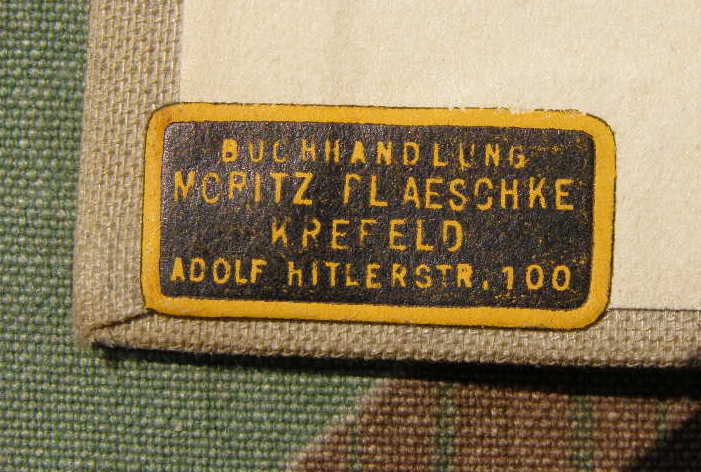 BUCHHANDLUNG
MORITZ PLAESCHKE
KREFELD
ADOLF HITLERSTR. 100